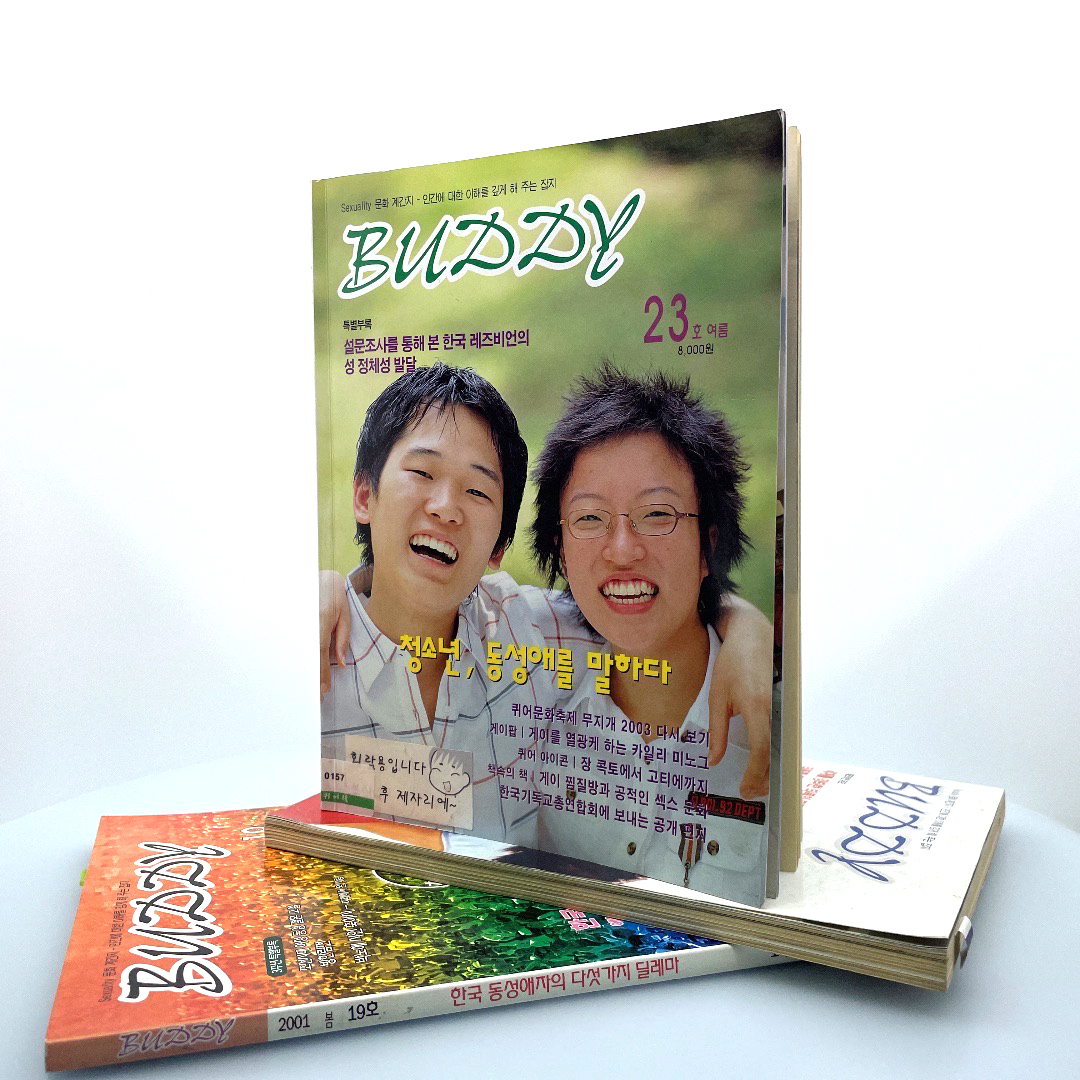 Sexuality 문화 계간지 - 인간에 대한 이해를 깊게 해 주는 잡지
BUDDY
23호 여름
8,000원
특별부록
설문조사를 통해 본 한국 레즈비언의
성 정체성 발달
청소년, 동성애를 말하다
퀴어문화축제 무지개 2003 다시 보기
게이팝 | 게이를 열광케 하는 카일리 미노그
퀴어 아이콘 | 장 콕토에서 고티에까지
책속의 책 | 게이 찜질방과 공적인 섹스 문화
한국기독교총연합회에 보내는 공개 편지
회람용입니다
후 제자리에~
0157
BUDDY
BUDDY
BUDDY
2001 봄 19호
한국 동성애자의 다섯가지 딜레마